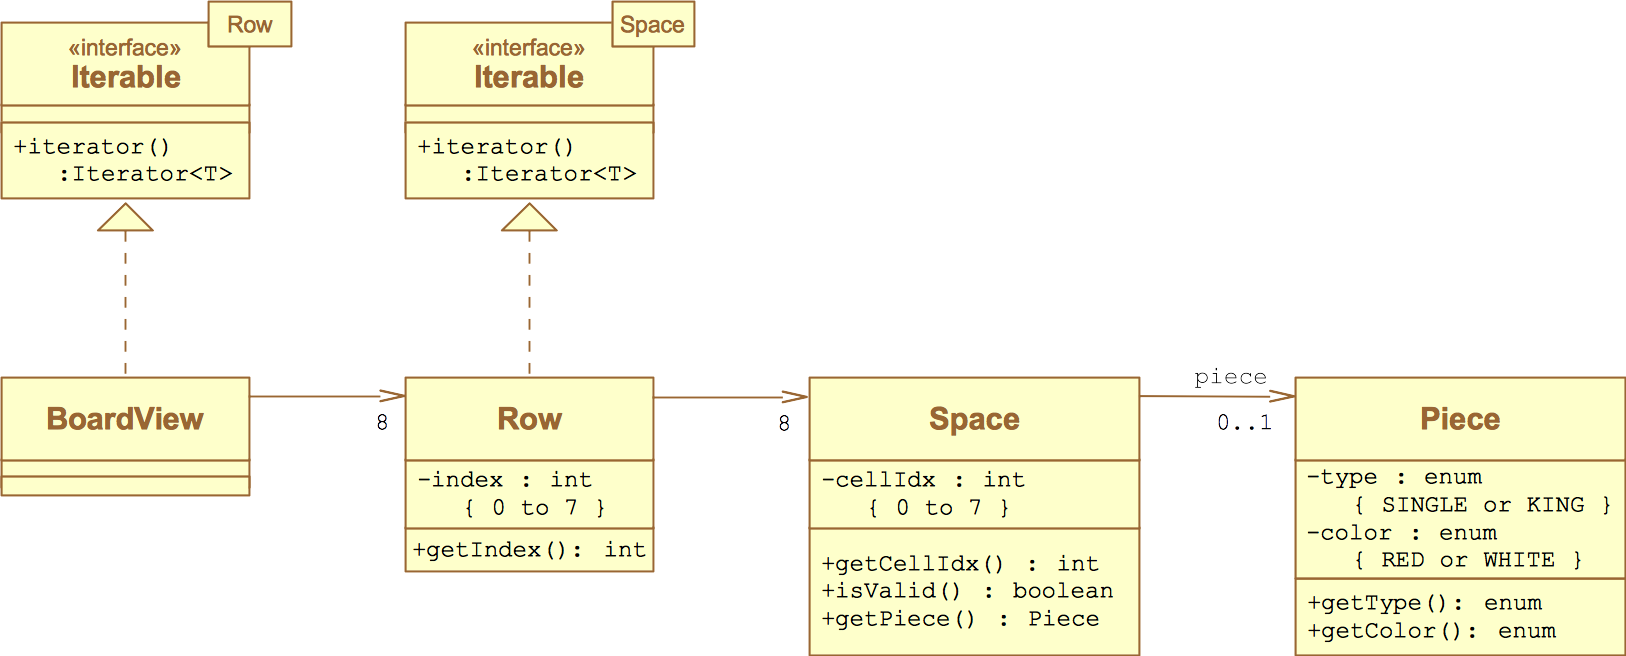 Row
«interface»
Iterable
+iterator()
:Iterator<T>
Space
«interface»
Iterable
+iterator()
:Iterator<T>
BoardView
8
Row
-index : int
{ 0 to 7 }
+getIndex(): int
8
Space
-cellIdx : int
{ 0 to 7 }
+getCellIdx() : int
+isValid() : boolean
+getPiece() : Piece
piece
0..1
Piece
-type : enum
{ SINGLE or KING }
-color : enum
{ RED or WHITE }
+getType(): enum
+getColor(): enum